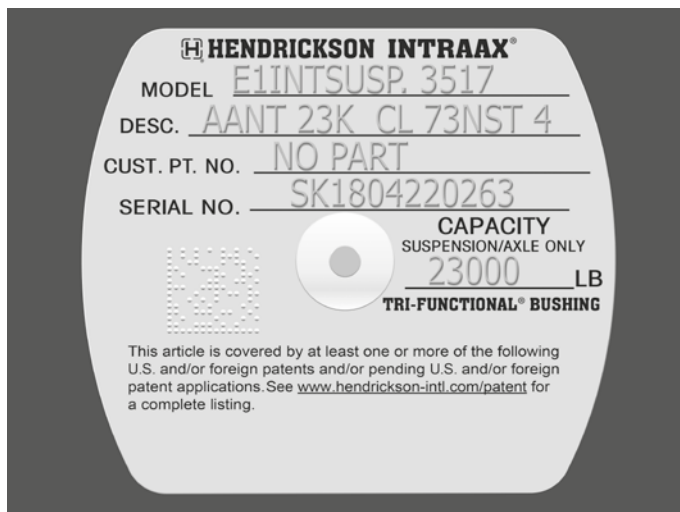 HENDRICKSON INTRAAX®
MODEL E1INTSUSP. 3517
DESC. AANT 23K CL 73NST 4
CUST. PT. NO. NO PART
SERIAL NO. SK1804220263
CAPACITY
SUSPENSION/AXLE ONLY
23000 LB
TRI-FUNCTIONAL® BUSHING
This article is covered by at least one or more of the following
U.S. and/or foreign patents and/or pending U.S. and/or foreign
patent applications. See www.hendrickson-intl.com/patent for
a complete listing.